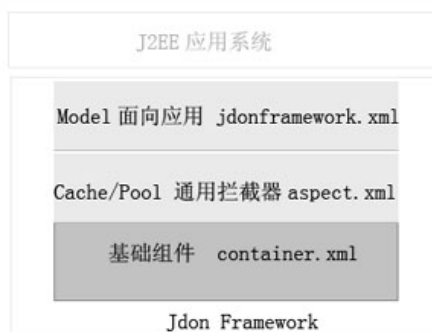 J2EE 应用系统
Model 面向应用 jdonframework.xml
Cache/Pool 通用拦截器 aspect.xml
基础组件 container.xml
Jdon Framework